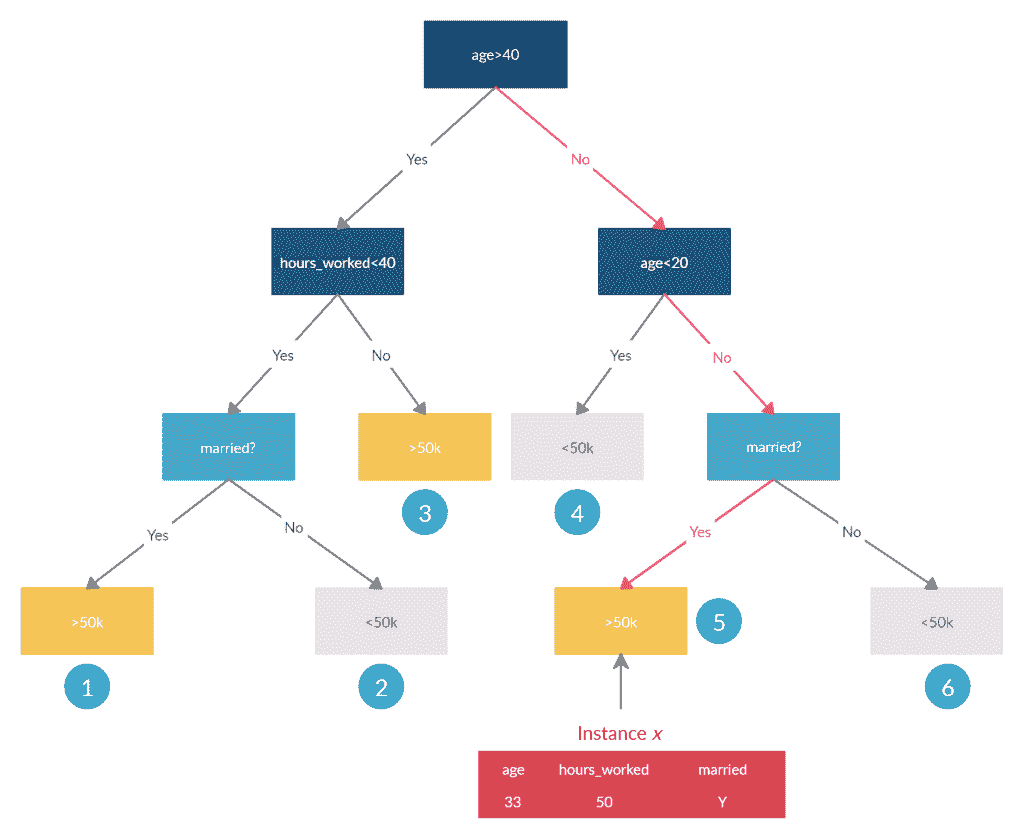 age>40
Yes
No
hours_worked<40
age<20
Yes
No
Yes
No
married?
>50k
<50k
married?
3
4
Yes
No
Yes
No
>50k
<50k
>50k
5
<50k
1
2
6
Instance x
age hours_worked married
33 50 Y